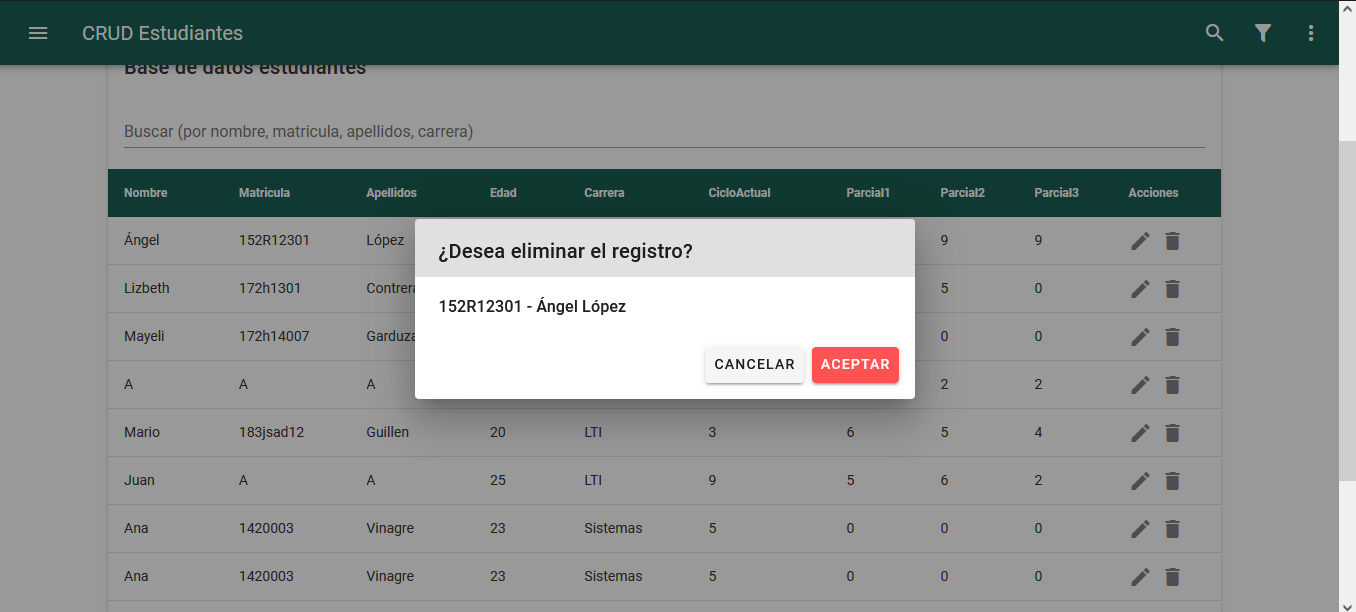 CRUD Estudiantes
Base de datos estudiantes
Buscar (por nombre, matricula, apellidos, carrera)
Nombre Matricula Apellidos Edad Carrera CicloActual Parcial1 Parcial2 Parcial3 Acciones
Ángel 152R12301 López 9 9
¿Desea eliminar el registro?
Lizbeth 172h1301 5 0
152R12301 - Ángel López
Mayeli 172h14007 0 0
CANCELAR ACEPTAR
A A A 2 2
Mario 183jsad12 Guillen 20 LTI 3 6 5 4
Juan A A 25 LTI 9 5 6 2
Ana 1420003 Vinagre 23 Sistemas 5 0 0 0
Ana 1420003 Vinagre 23 Sistemas 5 0 0 0